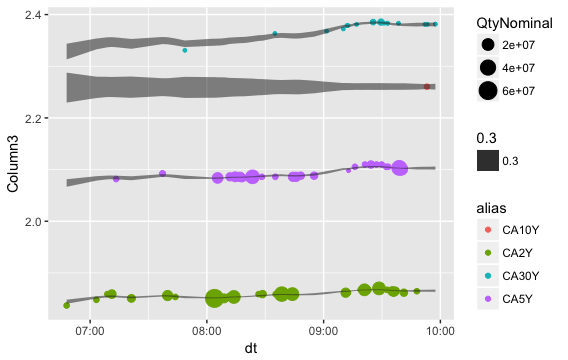 2.4
2.2
2.0
Column3
07:00
08:00
09:00
10:00
dt
QtyNominal
2e+07
4e+07
6e+07
0.3
0.3
alias
CA10Y
CA2Y
CA30Y
CA5Y